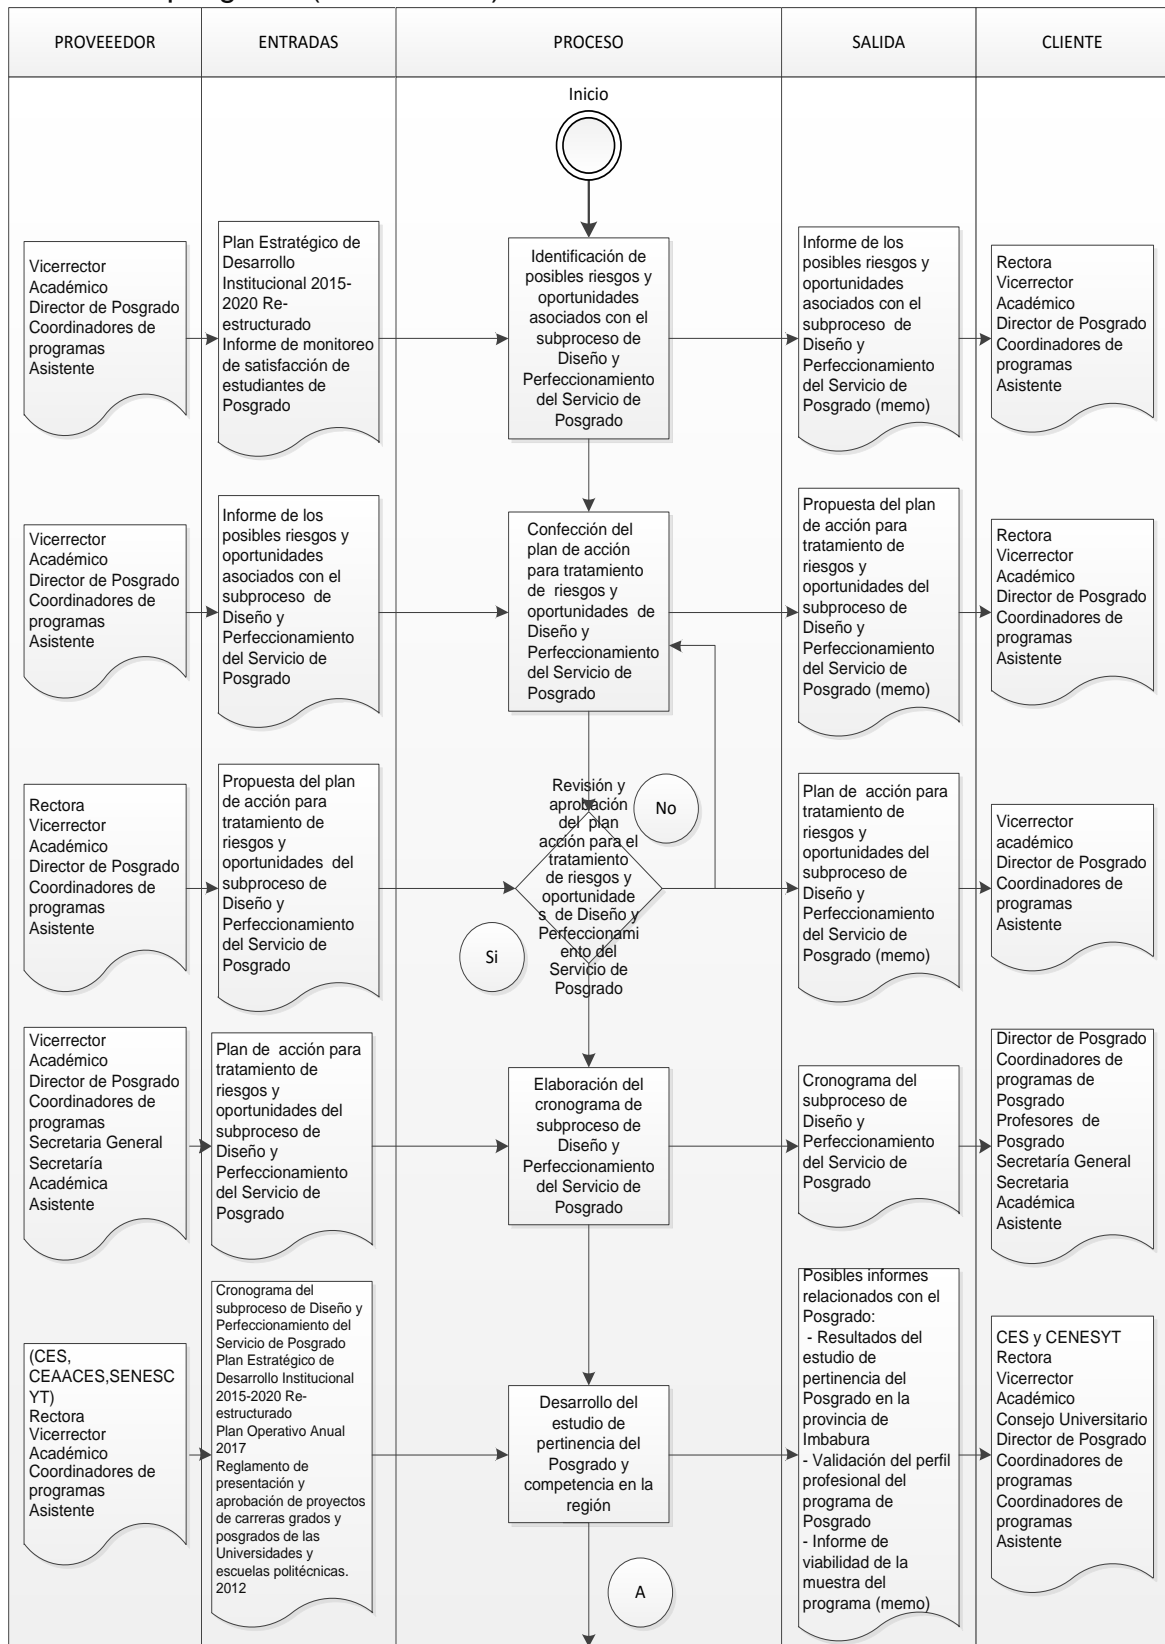 PROVEEEDOR
ENTRADAS
PROCESO
SALIDA
CLIENTE
Inicio
Vicerrector
Académico
Director de Posgrado
Coordinadores de
programas
Asistente
Plan Estratégico de
Desarrollo
Institucional 2015-
2020 Re-
estructurado
Informe de monitoreo
de satisfacción de
estudiantes de
Posgrado
Identificación de
posibles riesgos y
oportunidades
asociados con el
subproceso de
Diseño y
Perfeccionamiento
del Servicio de
Posgrado
Informe de los
posibles riesgos y
oportunidades
asociados con el
subproceso de
Diseño y
Perfeccionamiento
del Servicio de
Posgrado (memo)
Rectora
Vicerrector
Académico
Director de Posgrado
Coordinadores de
programas
Asistente
Vicerrector
Académico
Director de Posgrado
Coordinadores de
programas
Asistente
Informe de los
posibles riesgos y
oportunidades
asociados con el
subproceso de
Diseño y
Perfeccionamiento
del Servicio de
Posgrado
Confección del
plan de acción
para tratamiento
de riesgos y
oportunidades de
Diseño y
Perfeccionamiento
del Servicio de
Posgrado
Propuesta del plan
de acción para
tratamiento de
riesgos y
oportunidades del
subproceso de
Diseño y
Perfeccionamiento
del Servicio de
Posgrado (memo)
Rectora
Vicerrector
Académico
Director de Posgrado
Coordinadores de
programas
Asistente
Rectora
Vicerrector
Académico
Director de Posgrado
Coordinadores de
programas
Asistente
Propuesta del plan
de acción para
tratamiento de
riesgos y
oportunidades del
subproceso de
Diseño y
Perfeccionamiento
del Servicio de
Posgrado
Revisión y
aprobación
del plan
acción para el
tratamiento
de riesgos y
oportunidade
s de Diseño y
Perfeccionami
ento del
Servicio de
Posgrado
No
Si
Plan de acción para
tratamiento de
riesgos y
oportunidades del
subproceso de
Diseño y
Perfeccionamiento
del Servicio de
Posgrado (memo)
Vicerrector
académico
Director de Posgrado
Coordinadores de
programas
Asistente
Vicerrector
Académico
Director de Posgrado
Coordinadores de
programas
Secretaria General
Secretaría
Académica
Asistente
Plan de acción para
tratamiento de
riesgos y
oportunidades del
subproceso de
Diseño y
Perfeccionamiento
del Servicio de
Posgrado
Elaboración del
cronograma de
subproceso de
Diseño y
Perfeccionamiento
del Servicio de
Posgrado
Cronograma del
subproceso de
Diseño y
Perfeccionamiento
del Servicio de
Posgrado
Director de Posgrado
Coordinadores de
programas de
Posgrado
Profesores de
Posgrado
Secretaría General
Secretaria
Académica
Asistente
(CES,
CEAACES,SENESC
YT)
Rectora
Vicerrector
Académico
Coordinadores de
programas
Asistente
Cronograma del
subproceso de Diseño y
Perfeccionamiento del
Servicio de Posgrado
Plan Estratégico de
Desarrollo Institucional
2015-2020 Re-
estructurado
Plan Operativo Anual
2017
Reglamento de
presentación y
aprobación de proyectos
de carreras grados y
posgrados de las
Universidades y
escuelas politécnicas.
2012
Desarrollo del
estudio de
pertinencia del
Posgrado y
competencia en la
región
Posibles informes
relacionados con el
Posgrado:
- Resultados del
estudio de
pertinencia del
Posgrado en la
provincia de
Imbabura
- Validación del perfil
profesional del
programa de
Posgrado
- Informe de
viabilidad de la
muestra del
programa (memo)
CES y CENESYT
Rectora
Vicerrector
Académico
Consejo Universitario
Director de Posgrado
Coordinadores de
programas
Coordinadores de
programas
Asistente
A